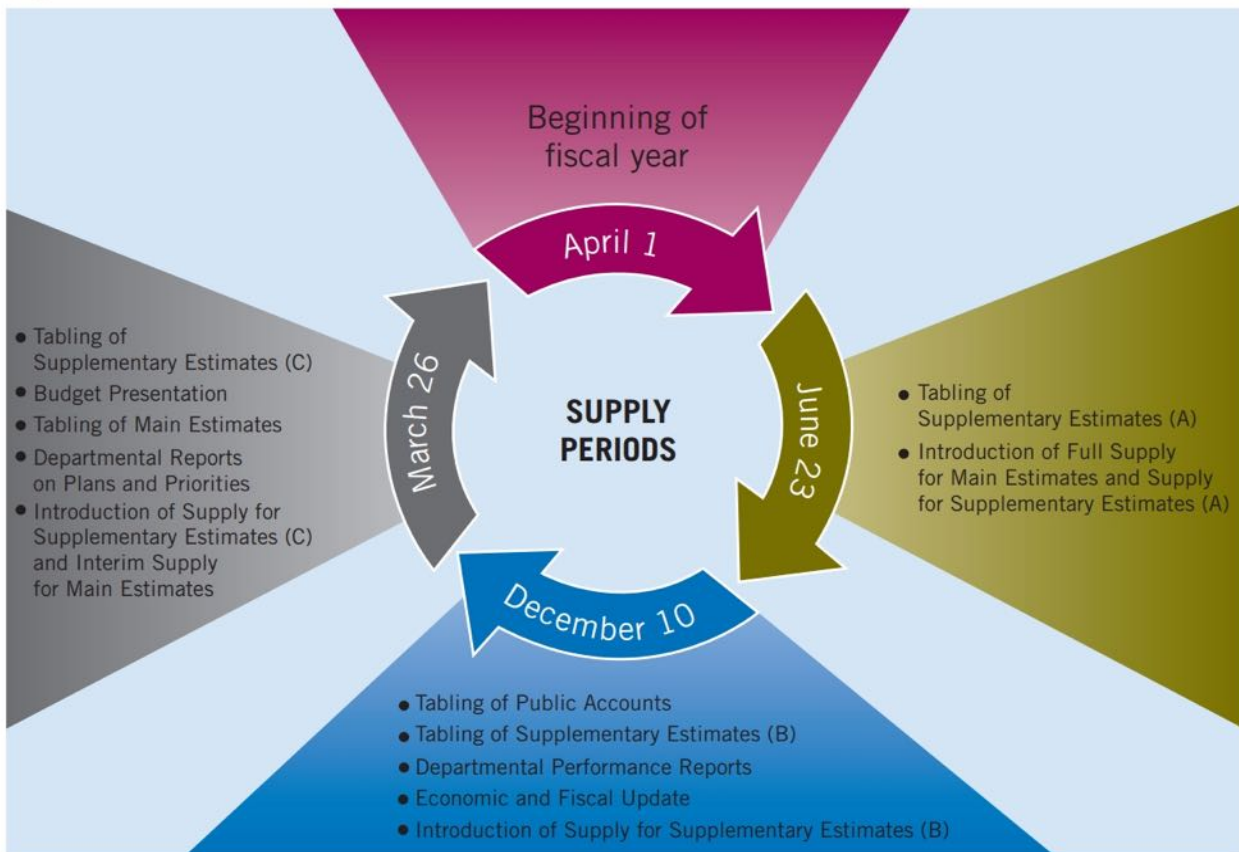 Beginning of
fiscal year
April 1
June 23
December 10
March 26
SUPPLY
PERIODS
● Tabling of
Supplementary Estimates (A)
● Introduction of Full Supply
for Main Estimates and Supply
for Supplementary Estimates (A)
● Tabling of Public Accounts
● Tabling of Supplementary Estimates (B)
● Departmental Performance Reports
● Economic and Fiscal Update
● Introduction of Supply for Supplementary Estimates (B)
● Tabling of
Supplementary Estimates (C)
● Budget Presentation
● Tabling of Main Estimates
● Departmental Reports
on Plans and Priorities
● Introduction of Supply for
Supplementary Estimates (C)
and Interim Supply
for Main Estimates